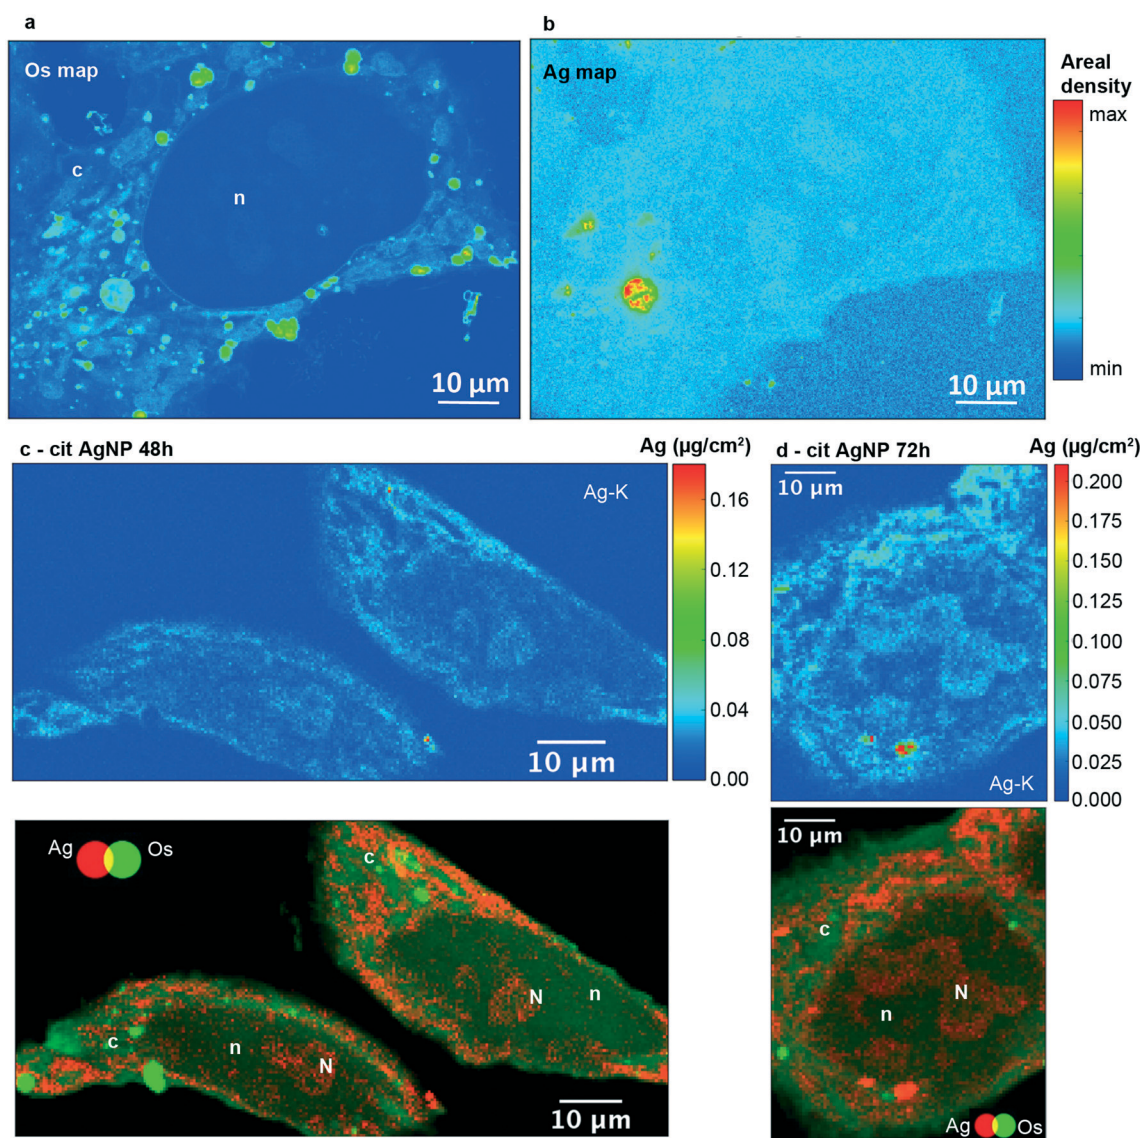 a
b
Os map
Ag map
Areal
density
max
c
n
min
10 µm
10 µm
c - cit AgNP 48h
Ag (µg/cm²)
d - cit AgNP 72h
Ag (µg/cm²)
10 µm
Ag-K
0.16
0.12
0.08
0.04
0.00
0.200
0.175
0.150
0.125
0.100
0.075
0.050
0.025
0.000
10 µm
Ag-K
Ag
Os
c
N
n
c
n
N
10 µm
10 µm
c
N
n
Ag
Os